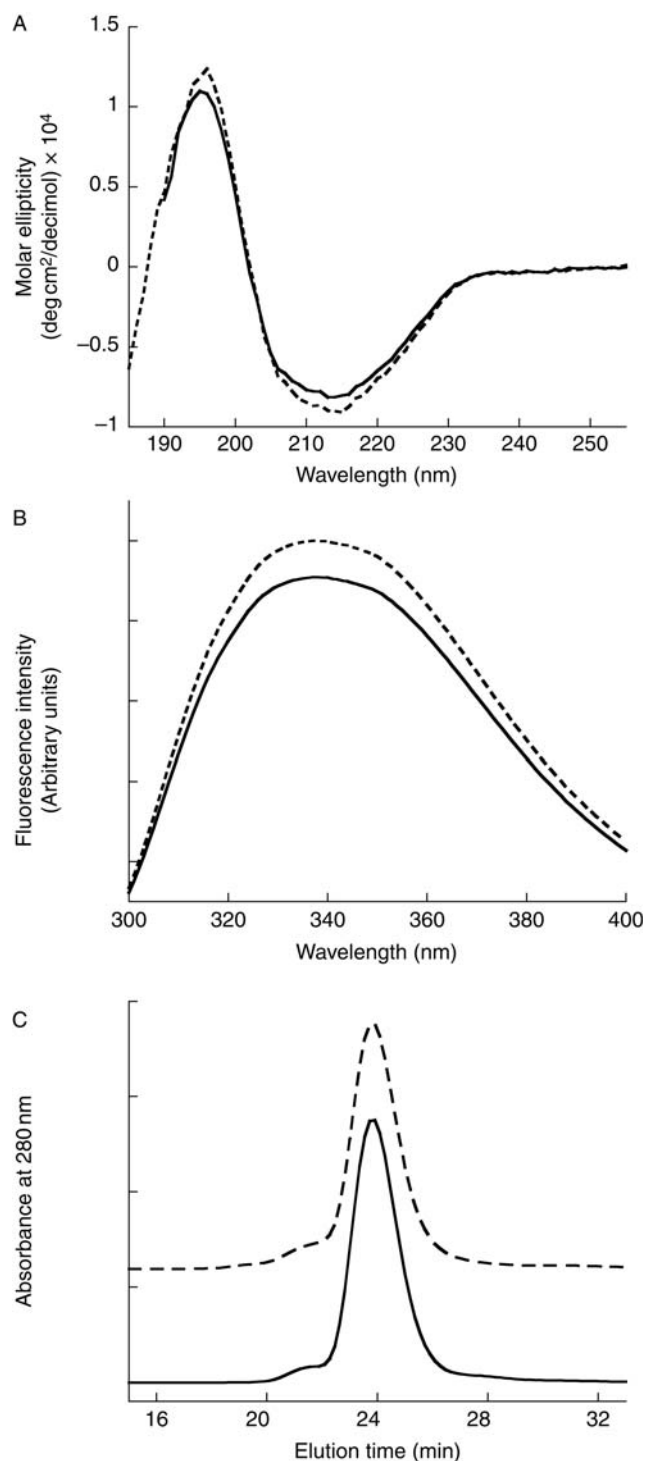 A
Molar ellipticity
(deg cm²/decimol) × 10⁴
1.5
1
0.5
0
−0.5
−1
190 200 210 220 230 240 250
Wavelength (nm)
B
Fluorescence intensity
(Arbitrary units)
300 320 340 360 380 400
Wavelength (nm)
C
Absorbance at 280 nm
16 20 24 28 32
Elution time (min)